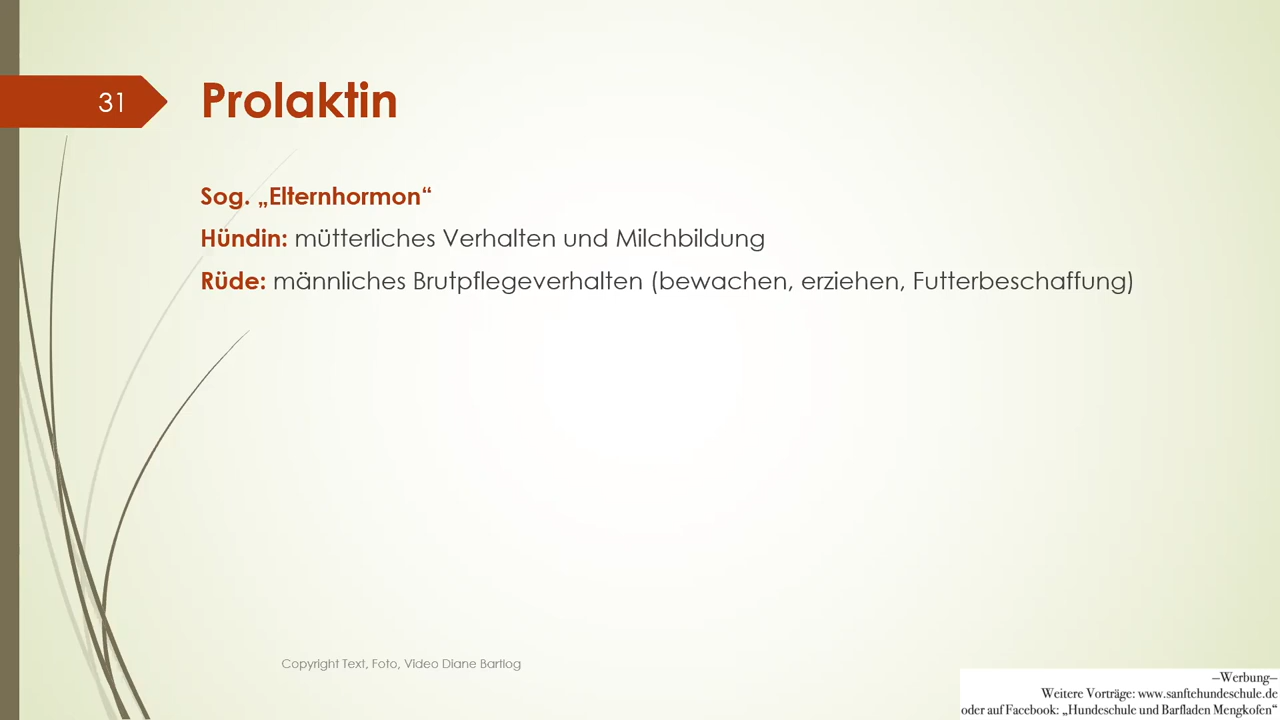 31
Prolaktin
Sog. „Elternhormon“
Hündin: mütterliches Verhalten und Milchbildung
Rüde: männliches Brutpflegeverhalten (bewachen, erziehen, Futterbeschaffung)
Copyright Text, Foto, Video Diane Bartlog
—Werbung—
Weitere Vorträge: www.sanftehundeschule.de
oder auf Facebook: „Hundeschule und Barfladen Mengkofen“